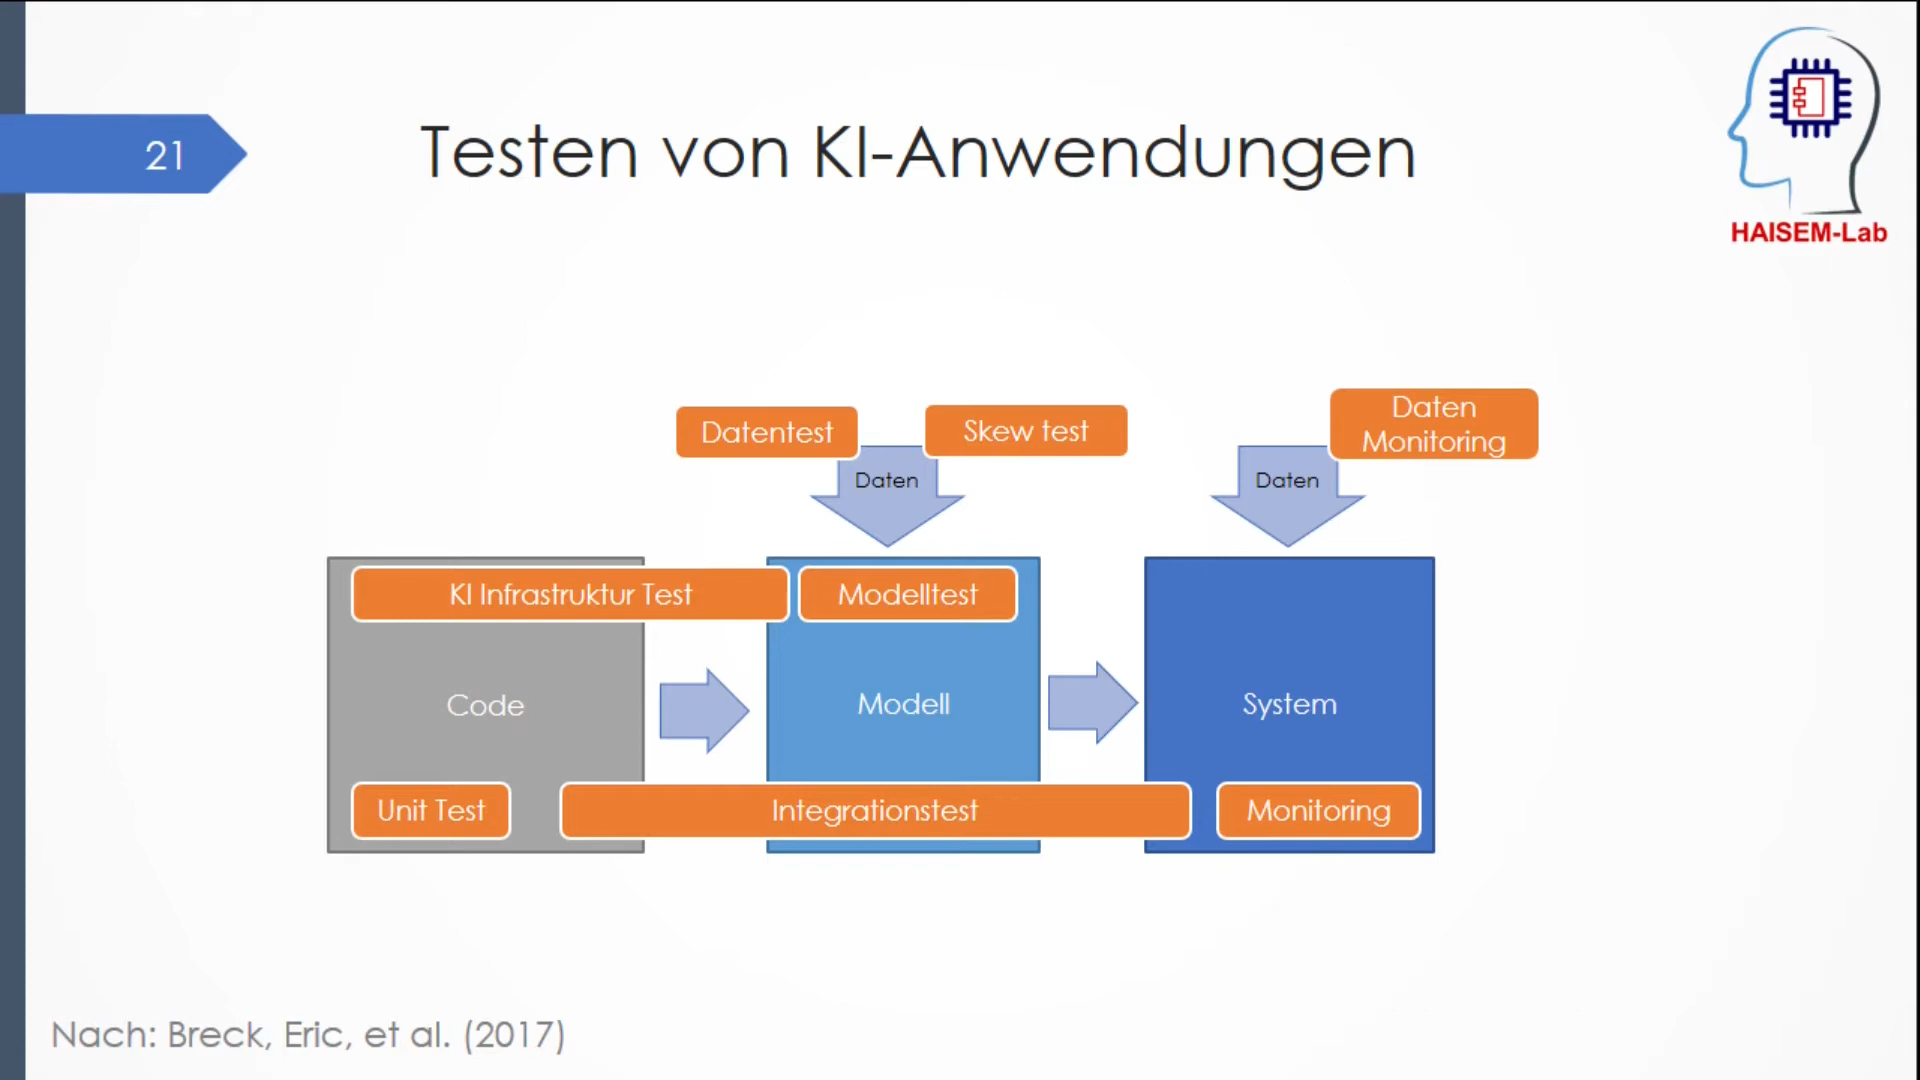 21
Testen von KI-Anwendungen
HAISEM-Lab
Datentest
Skew test
Daten
Monitoring
Daten
Daten
KI Infrastruktur Test
Modelltest
Code
Modell
System
Unit Test
Integrationstest
Monitoring
Nach: Breck, Eric, et al. (2017)